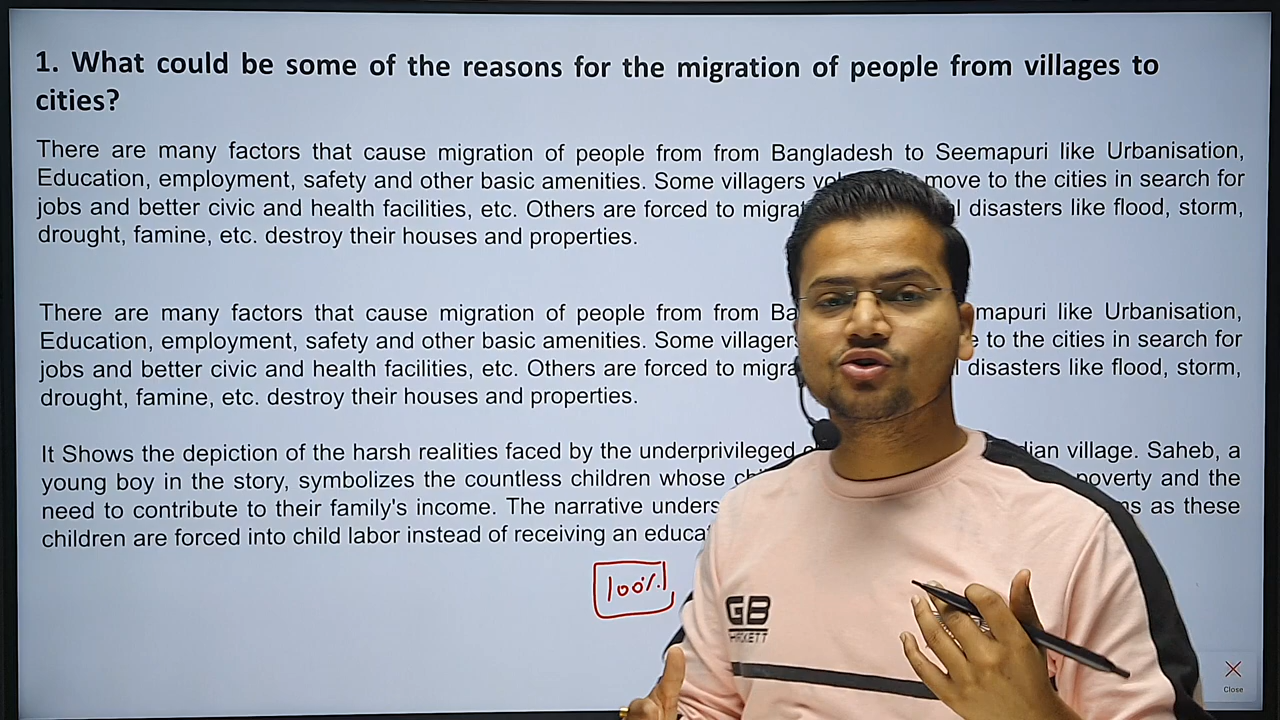 1. What could be some of the reasons for the migration of people from villages to
cities?
There are many factors that cause migration of people from from Bangladesh to Seemapuri like Urbanisation,
Education, employment, safety and other basic amenities. Some villagers move to the cities in search for
jobs and better civic and health facilities, etc. Others are forced to disasters like flood, storm,
drought, famine, etc. destroy their houses and properties.
There are many factors that cause migration of people from from like Urbanisation,
Education, employment, safety and other basic amenities. Some villagers to the cities in search for
jobs and better civic and health facilities, etc. Others are forced to disasters like flood, storm,
drought, famine, etc. destroy their houses and properties.
It Shows the depiction of the harsh realities faced by the underprivileged village. Saheb, a
young boy in the story, symbolizes the countless children whose poverty and the
need to contribute to their family's income. The narrative as these
children are forced into child labor instead of receiving an
100%
GB
HACKETT
Close